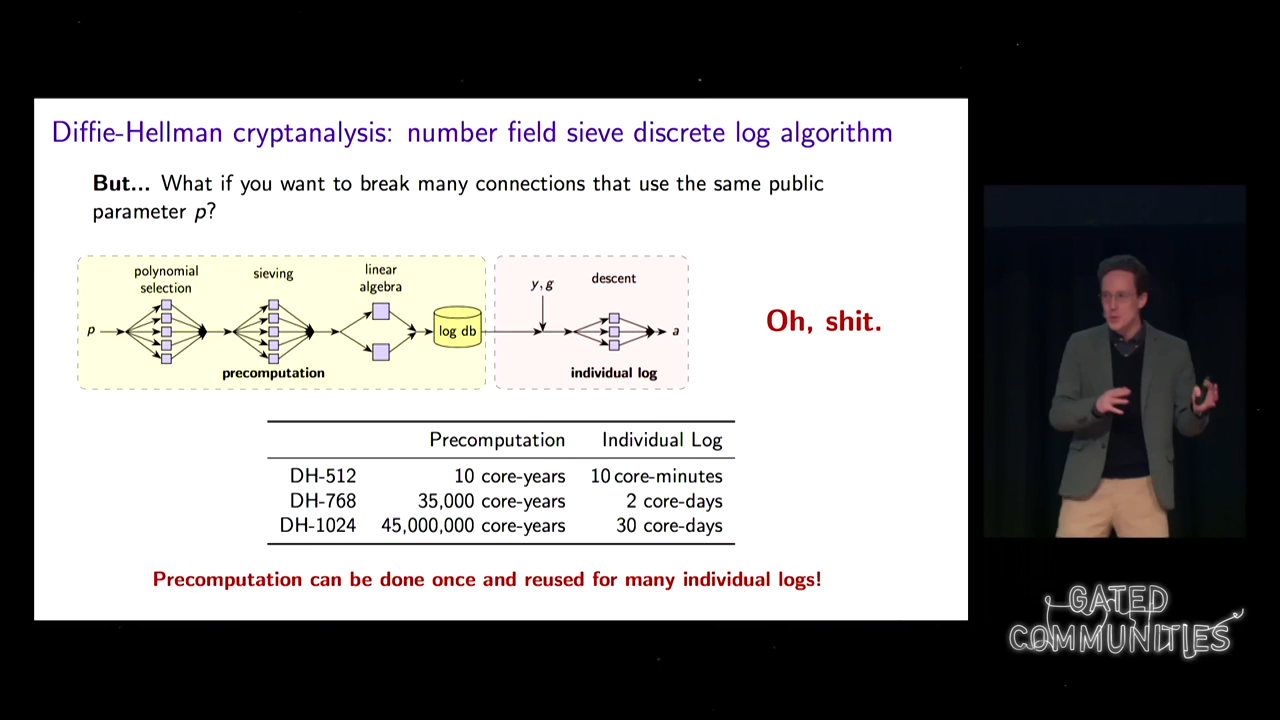 Diffie-Hellman cryptanalysis: number field sieve discrete log algorithm
But... What if you want to break many connections that use the same public
parameter p?
polynomial
selection
sieving
linear
algebra
p
log db
precomputation
y, g
descent
a
individual log
Oh, shit.
Precomputation Individual Log
DH-512 10 core-years 10 core-minutes
DH-768 35,000 core-years 2 core-days
DH-1024 45,000,000 core-years 30 core-days
Precomputation can be done once and reused for many individual logs!
GATED
COMMUNITIES